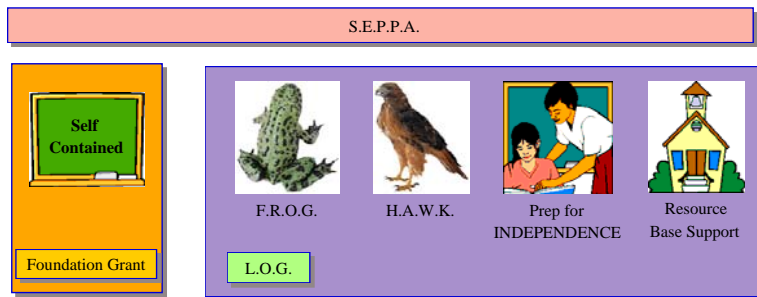 S.E.P.P.A.
Self
Contained
Foundation Grant
F.R.O.G.
H.A.W.K.
Prep for
INDEPENDENCE
Resource
Base Support
L.O.G.